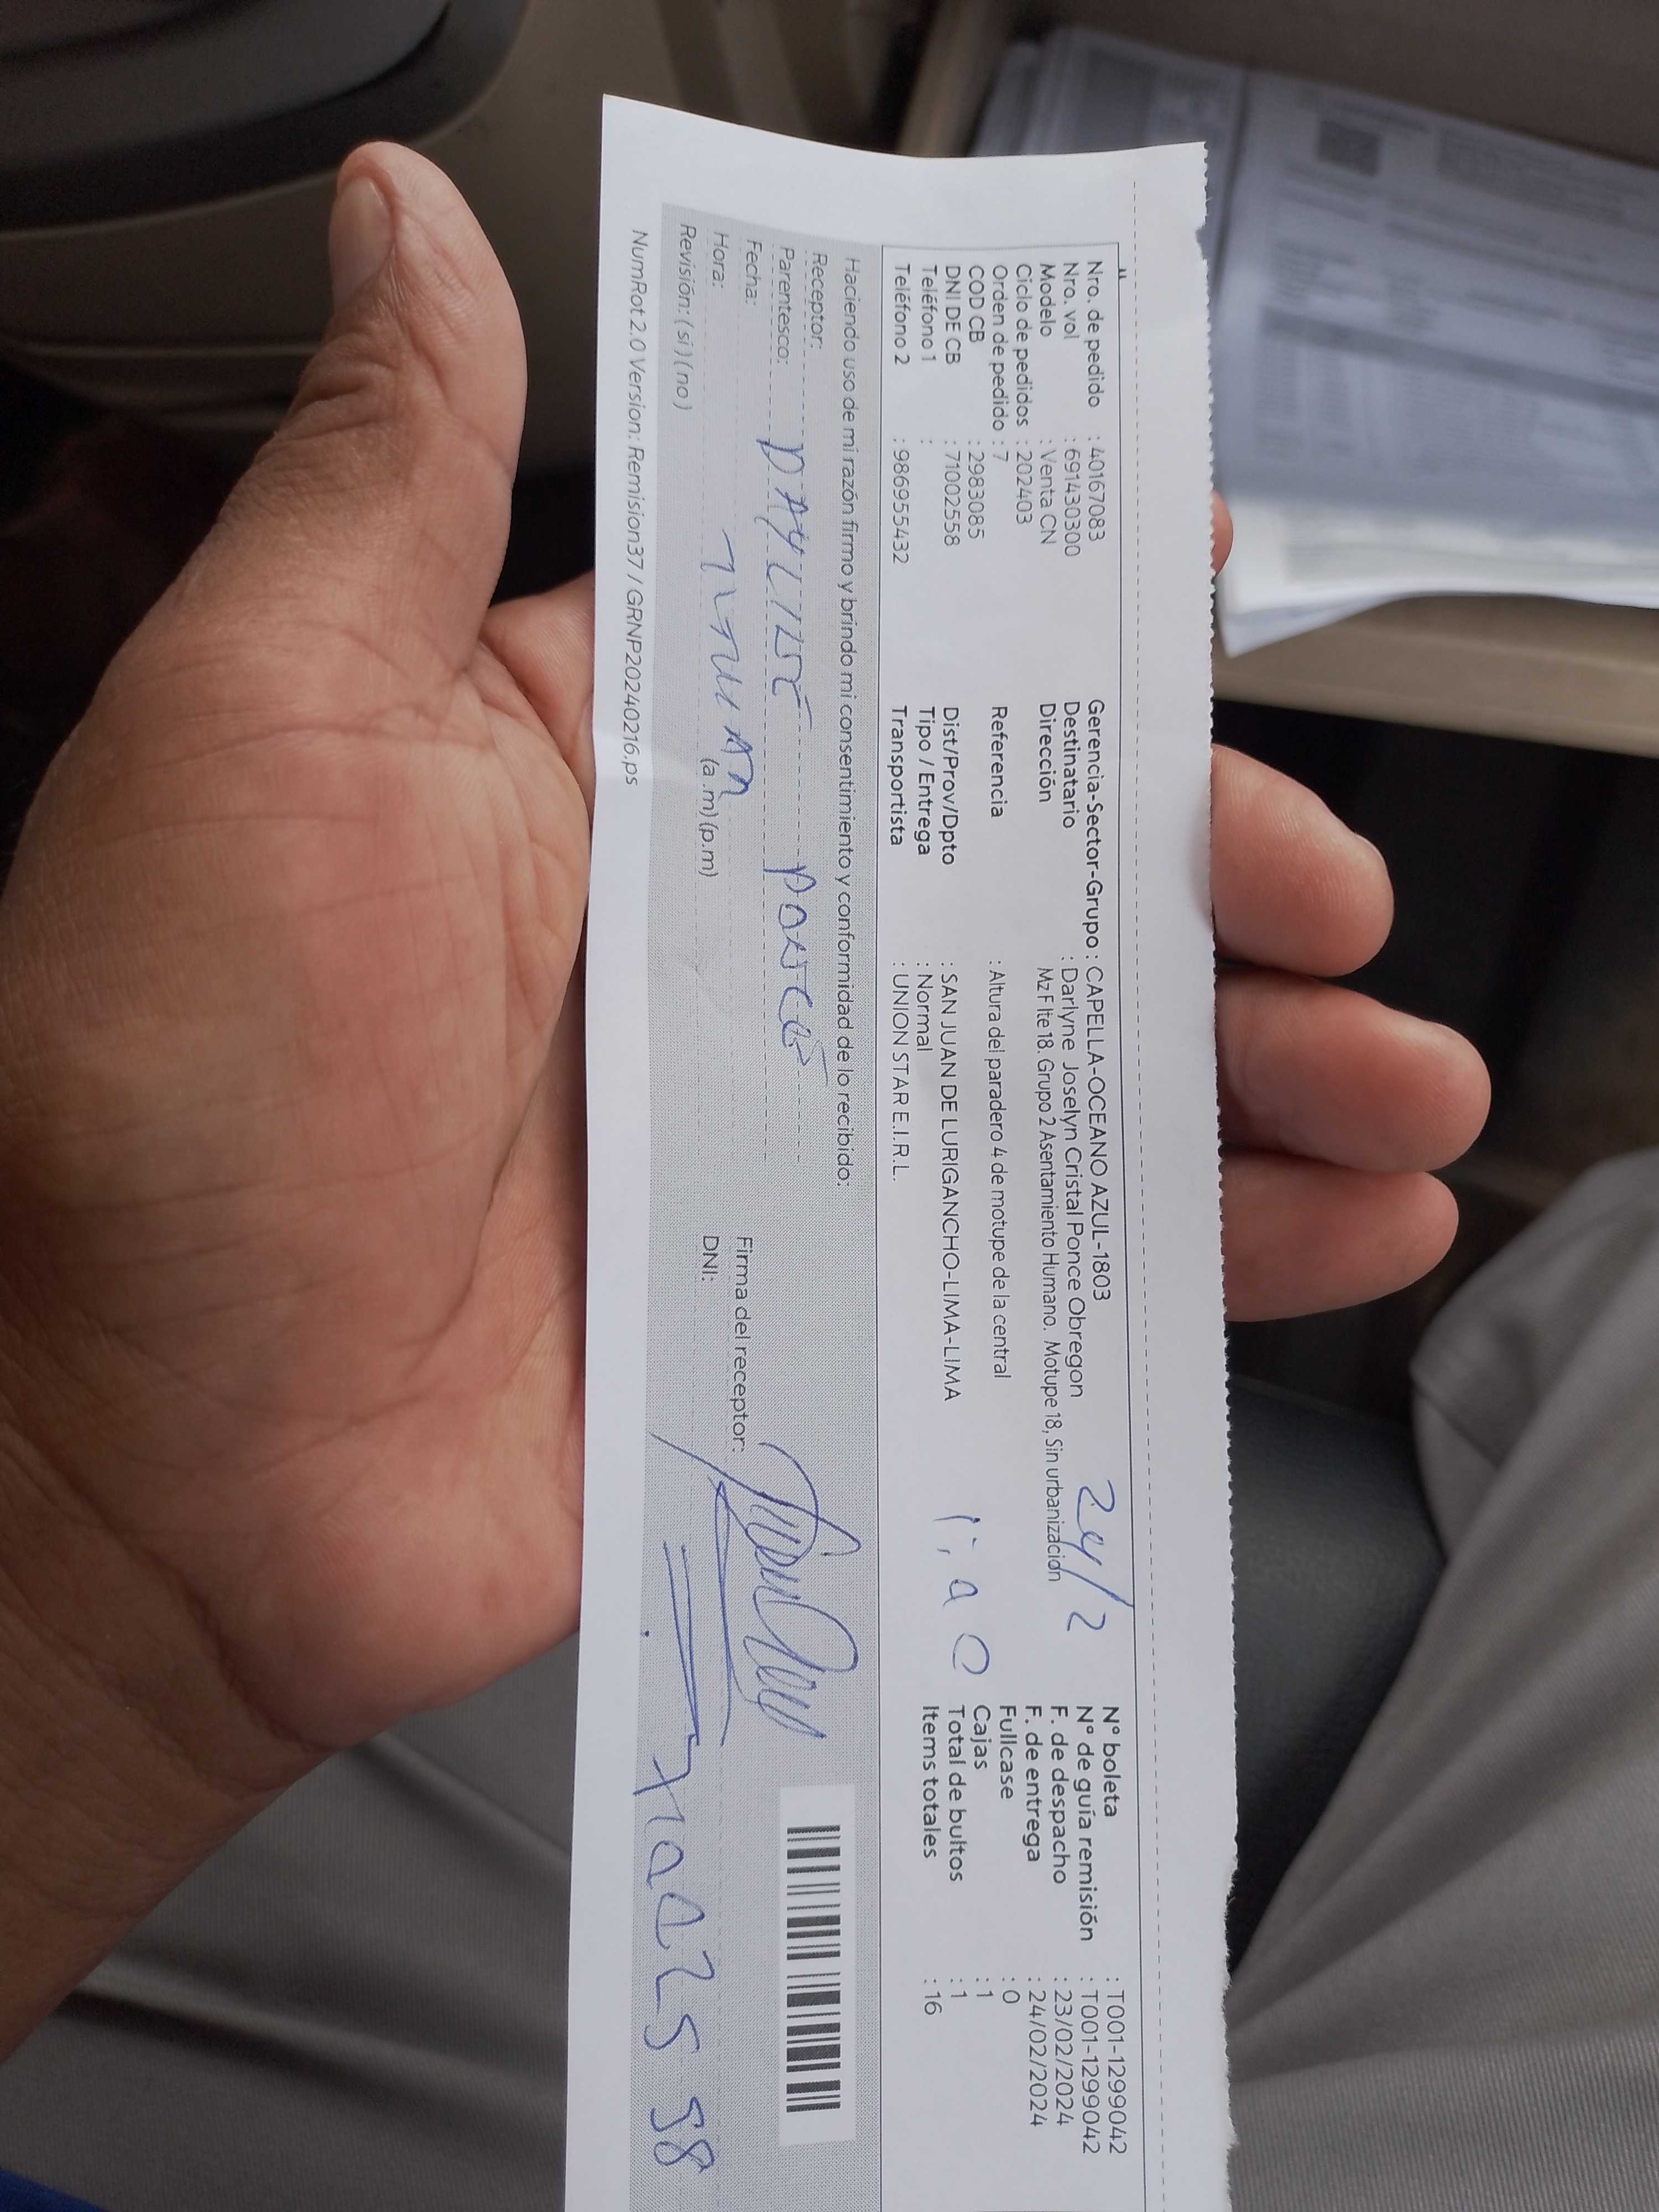 Nro. de pedido : 40167083
Nro. vol : 691430300
Modelo : Venta CN
Ciclo de pedidos : 202403
Orden de pedido : 7
COD CB : 2983085
DNI DE CB : 71002558
Teléfono 1 :
Teléfono 2 : 986955432
Gerencia-Sector-Grupo : CAPELLA-OCEANO AZUL-1803
Destinatario : Darlyne Joselyn Cristal Ponce Obregon
Dirección Mz F lte 18. Grupo 2 Asentamiento Humano. Motupe 18, Sin urbanización
Referencia : Altura del paradero 4 de motupe de la central
Dist/Prov/Dpto : SAN JUAN DE LURIGANCHO-LIMA-LIMA
Tipo / Entrega : Normal
Transportista : UNION STAR E.I.R.L.
24/2
N° boleta : T001-1299042
N° de guía remisión : T001-1299042
F. de despacho : 23/02/2024
F. de entrega : 24/02/2024
Fullcase : 0
Cajas : 1
Total de bultos : 1
Items totales : 16
Haciendo uso de mi razón firmo y brindo mi consentimiento y conformidad de lo recibido:
Receptor:
Parentesco:
Fecha:
Hora: (a.m) (p.m)
Revisión: (si) (no)
Firma del receptor:
DNI: 71002558
NumRot2.0 Version: Remision37 / GRNP20240216.ps